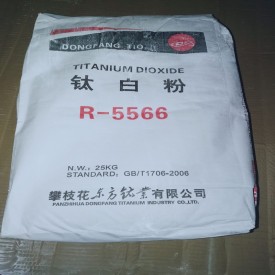 DONGFANG TiO₂
TITANIUM DIOXIDE
钛白粉
R-5566
N.W.: 25KG
STANDARD: GB/T1706-2006
攀枝花东方钛业有限公司
PANZHIHUA DONGFANG TITANIUM INDUSTRY CO.,LTD.